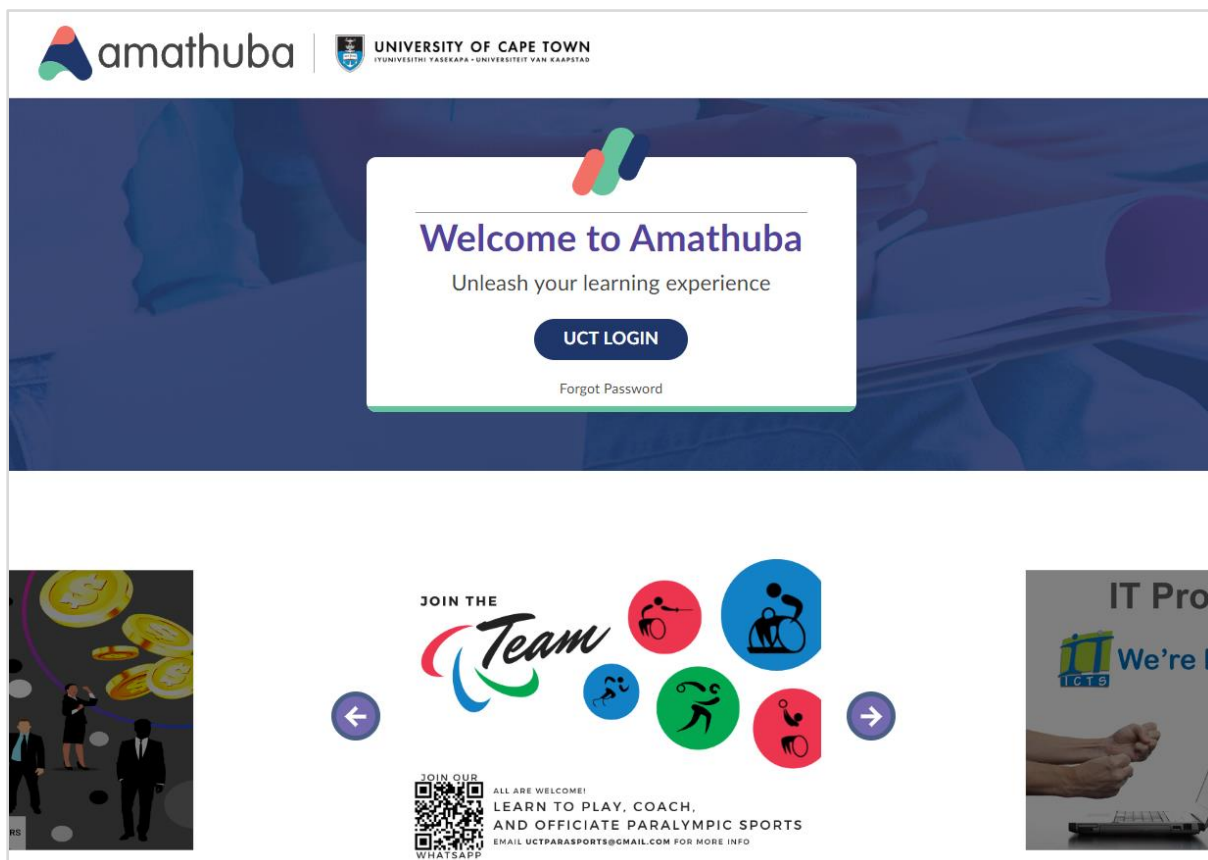 amathuba
UNIVERSITY OF CAPE TOWN
IYUNIVESITHI YASEKAPA • UNIVERSITEIT VAN KAAPSTAD
Welcome to Amathuba
Unleash your learning experience
UCT LOGIN
Forgot Password
JOIN THE
Team
JOIN OUR
WHATSAPP
ALL ARE WELCOME!
LEARN TO PLAY, COACH,
AND OFFICIATE PARALYMPIC SPORTS
EMAIL UCTPARASPORTS@GMAIL.COM FOR MORE INFO
RS
IT Pro
iT
ICTS
We're